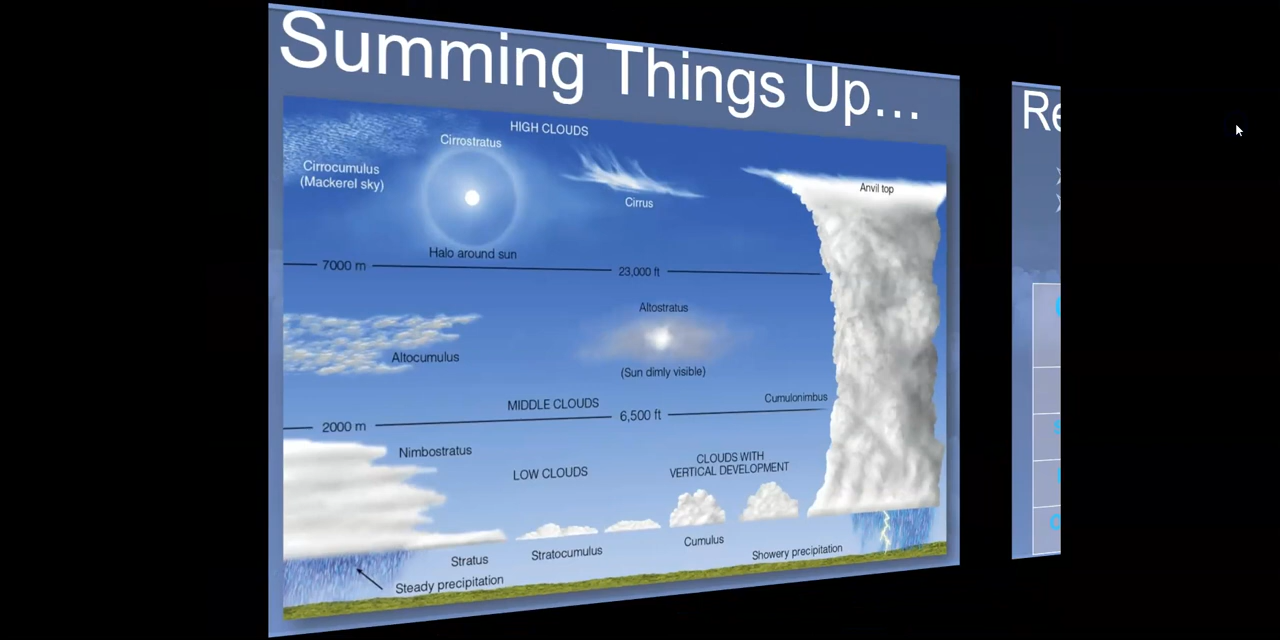 Summing Things Up...
HIGH CLOUDS
Cirrostratus
Cirrocumulus
(Mackerel sky)
Cirrus
Anvil top
Halo around sun
7000 m
23,000 ft
Altostratus
Altocumulus
(Sun dimly visible)
Cumulonimbus
MIDDLE CLOUDS
6,500 ft
2000 m
Nimbostratus
LOW CLOUDS
CLOUDS WITH
VERTICAL DEVELOPMENT
Cumulus
Stratocumulus
Showery precipitation
Stratus
Steady precipitation
Re